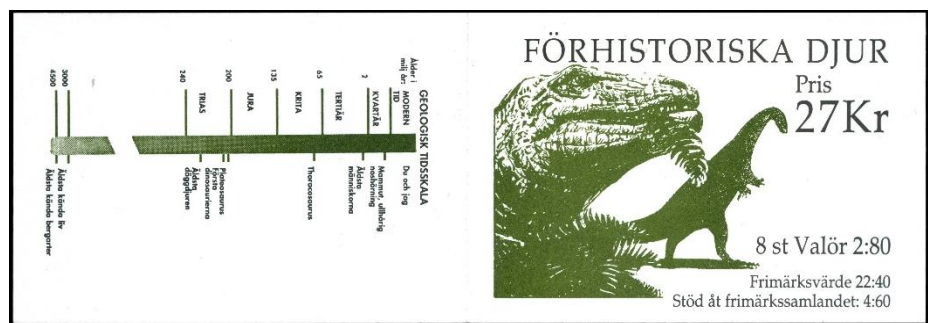 GEOLOGISK TIDSSKALA
Ålder i
milj år:
MODERN
TID
Du och jag
KVARTÄR
Mammut, ullhårig
noshörning
2
Äldsta
människorna
TERTIÄR
65
Thoracosaurus
KRITA
135
JURA
200
Plateosaurus
Första
dinosaurierna
TRIAS
Äldsta
däggdjuren
240
3000
Äldsta kända liv
4500
Äldsta kända bergarter
FÖRHISTORISKA DJUR
Pris
27Kr
8 st Valör 2:80
Frimärksvärde 22:40
Stöd åt frimärkssamlandet: 4:60